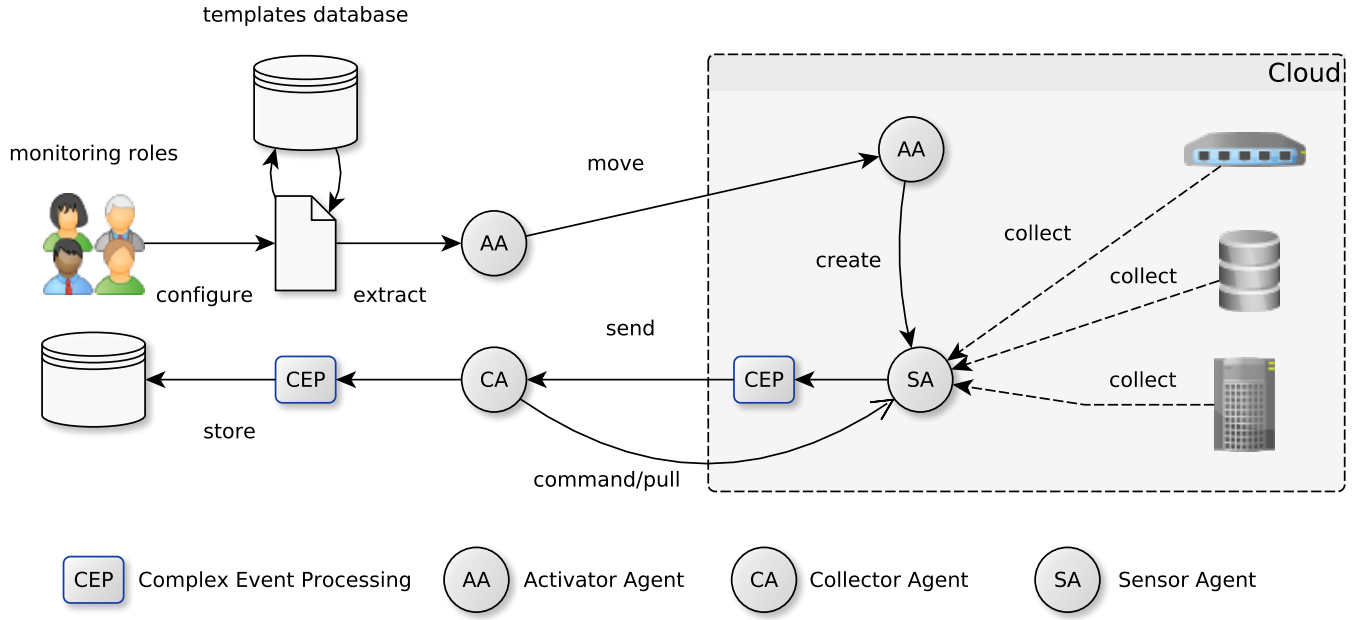 templates database
Cloud
monitoring roles
AA
move
AA
collect
create
collect
configure
extract
send
CEP
CA
CEP
SA
collect
store
command/pull
CEP Complex Event Processing
AA Activator Agent
CA Collector Agent
SA Sensor Agent